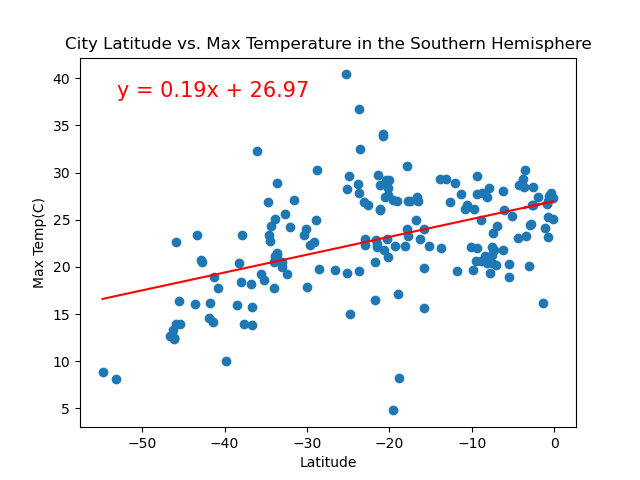 City Latitude vs. Max Temperature in the Southern Hemisphere
y = 0.19x + 26.97
Max Temp(C)
40
35
30
25
20
15
10
5
−50 −40 −30 −20 −10 0
Latitude